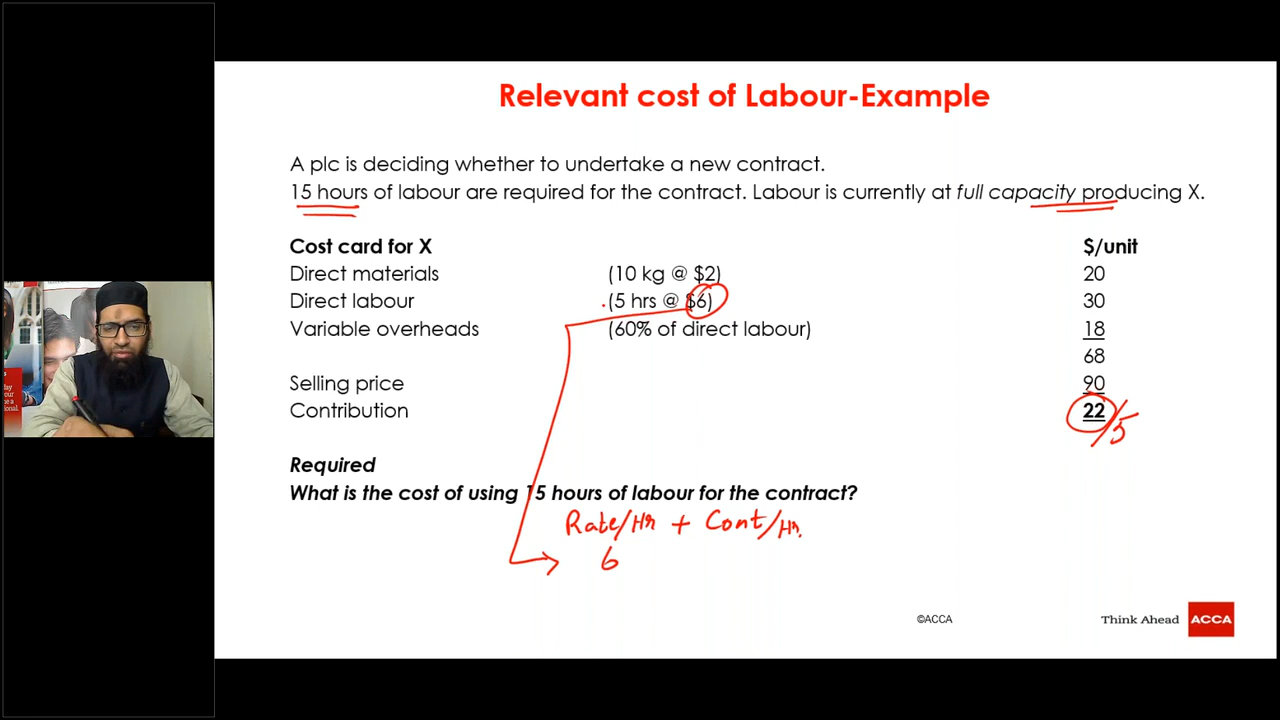 Relevant cost of Labour-Example
A plc is deciding whether to undertake a new contract.
15 hours of labour are required for the contract. Labour is currently at full capacity producing X.
Cost card for X $/unit
Direct materials (10 kg @ $2) 20
Direct labour (5 hrs @ $6) 30
Variable overheads (60% of direct labour) 18
68
Selling price 90
Contribution 22 /5
Required
What is the cost of using 15 hours of labour for the contract?
Rate/Hr + Cont/Hr.
6
©ACCA
Think Ahead ACCA